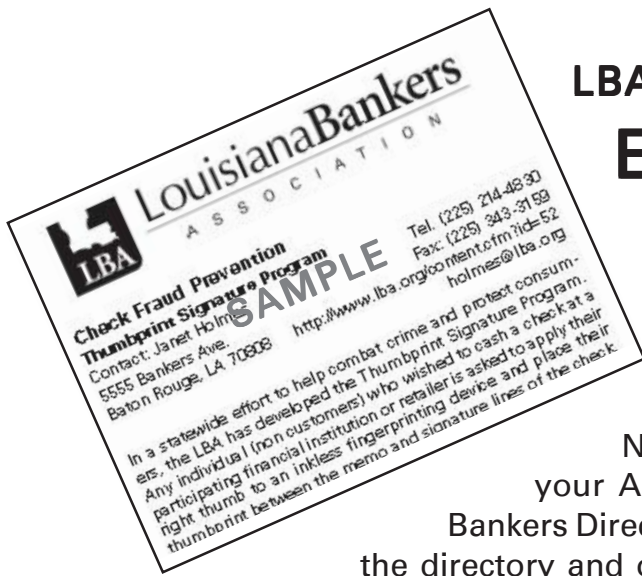 LouisianaBankers
ASSOCIATION
LBA
Check Fraud Prevention
Thumbprint Signature Program
Contact: Janet Holmes
5555 Bankers Ave.
Baton Rouge, LA 70808
Tel. (225) 214-4830
Fax: (225) 343-3159
http://www.lba.org/content.cfm?id=52
holmes@lba.org
SAMPLE
In a statewide effort to help combat crime and protect consum-
ers, the LBA has developed the Thumbprint Signature Program.
Any individual (non customers) who wished to cash a check at a
participating financial institution or retailer is asked to apply their
right thumb to an inkless fingerprinting device and place their
thumbprint between the memo and signature lines of the check.
LBA
E
N
your A
Bankers Direc
the directory and c